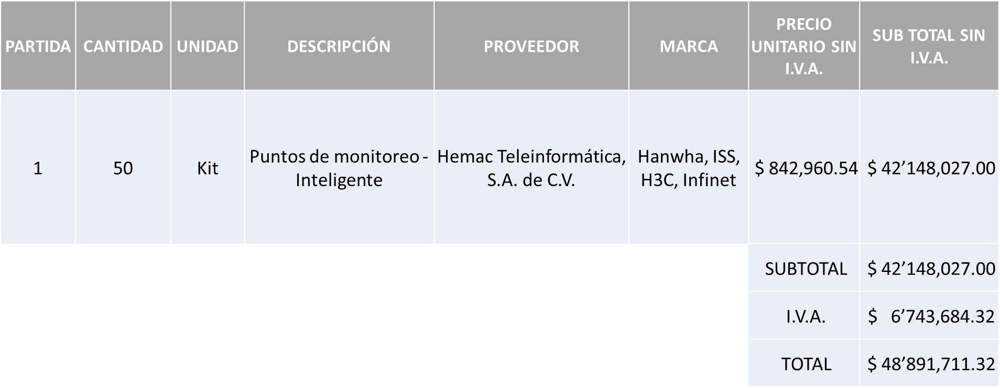 PARTIDA
CANTIDAD
UNIDAD
DESCRIPCIÓN
PROVEEDOR
MARCA
PRECIO
UNITARIO SIN
I.V.A.
SUB TOTAL SIN
I.V.A.
1
50
Kit
Puntos de monitoreo -
Inteligente
Hemac Teleinformática,
S.A. de C.V.
Hanwha, ISS,
H3C, Infinet
$ 842,960.54
$ 42’148,027.00
SUBTOTAL
$ 42’148,027.00
I.V.A.
$ 6’743,684.32
TOTAL
$ 48’891,711.32